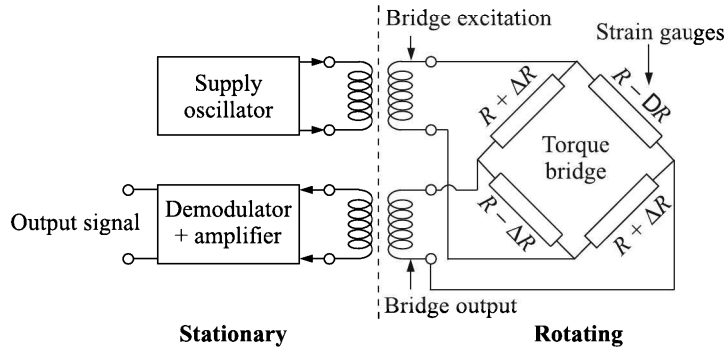 Bridge excitation
Strain gauges
Supply
oscillator
R + ΔR
R − DR
Torque
bridge
Output signal
Demodulator
+ amplifier
R − ΔR
R + ΔR
Bridge output
Stationary
Rotating